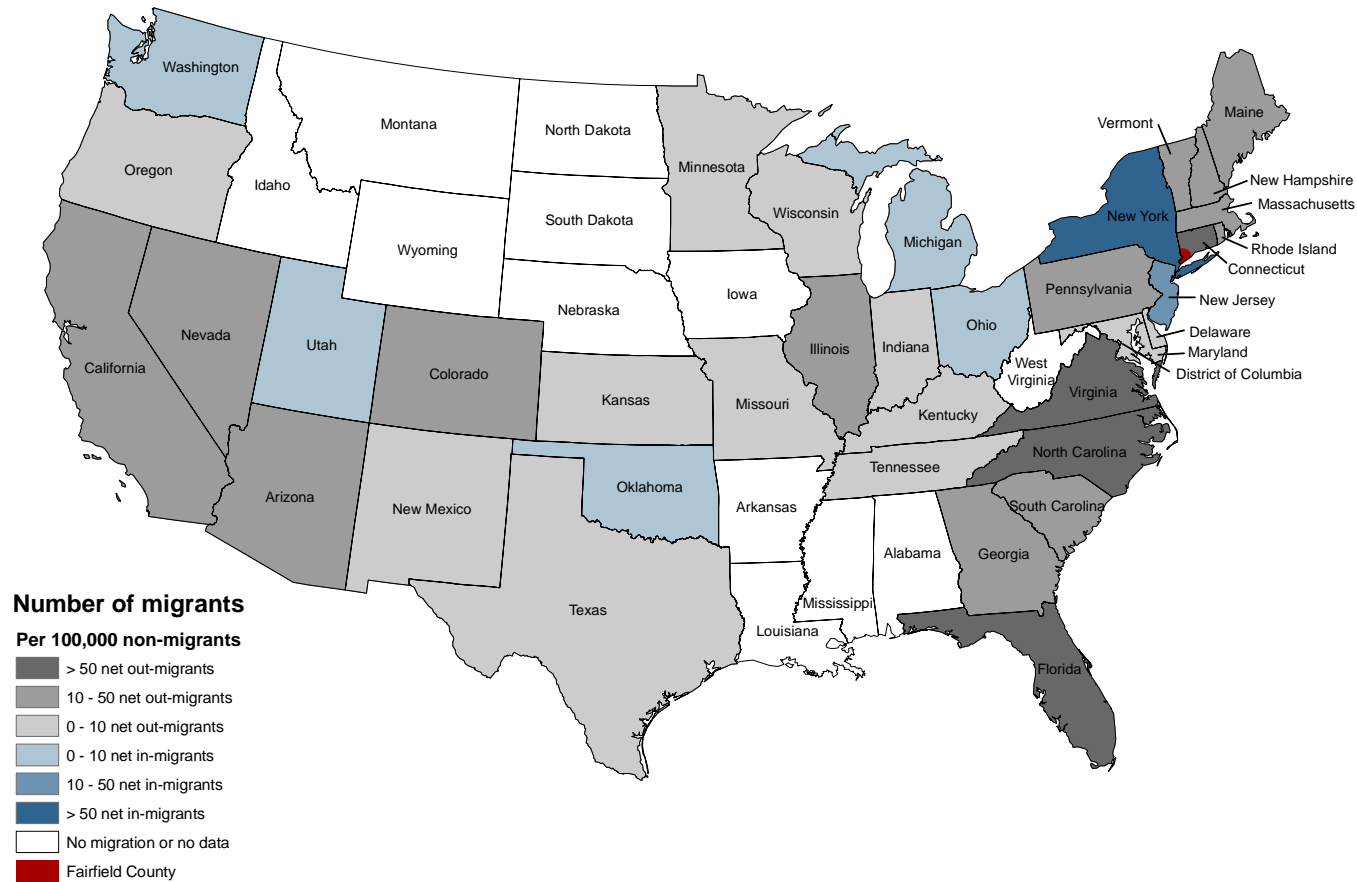 Washington
Montana
North Dakota
Minnesota
Maine
Vermont
Oregon
Idaho
New Hampshire
Massachusetts
South Dakota
Wisconsin
New York
Wyoming
Michigan
Rhode Island
Connecticut
Iowa
Pennsylvania
New Jersey
Nebraska
Nevada
Utah
Ohio
Illinois
Indiana
Delaware
Maryland
California
Colorado
West
Virginia
District of Columbia
Virginia
Kansas
Missouri
Kentucky
North Carolina
Tennessee
Arizona
Oklahoma
New Mexico
Arkansas
South Carolina
Georgia
Alabama
Texas
Mississippi
Louisiana
Florida
Number of migrants
Per 100,000 non-migrants
> 50 net out-migrants
10 - 50 net out-migrants
0 - 10 net out-migrants
0 - 10 net in-migrants
10 - 50 net in-migrants
> 50 net in-migrants
No migration or no data
Fairfield County